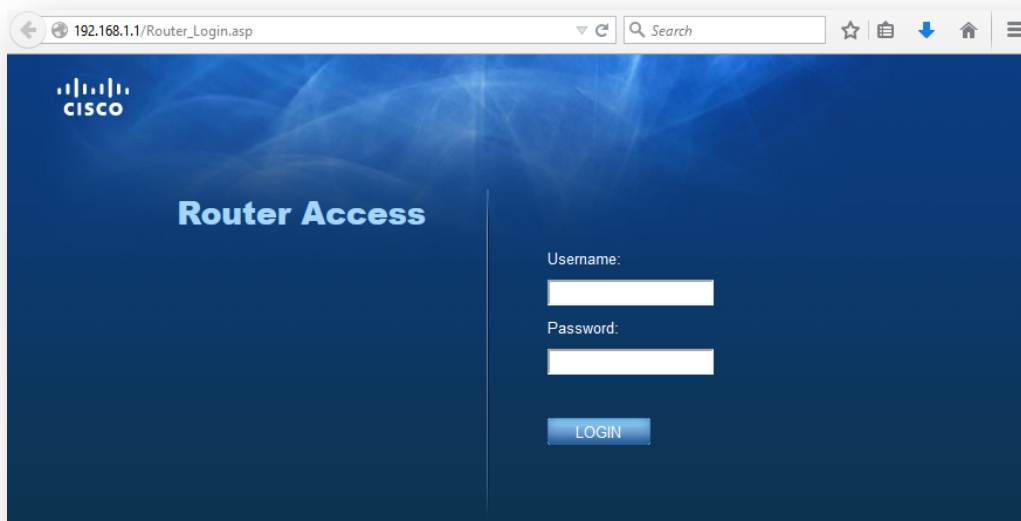 192.168.1.1/Router_Login.asp
Search
CISCO
Router Access
Username:
Password:
LOGIN